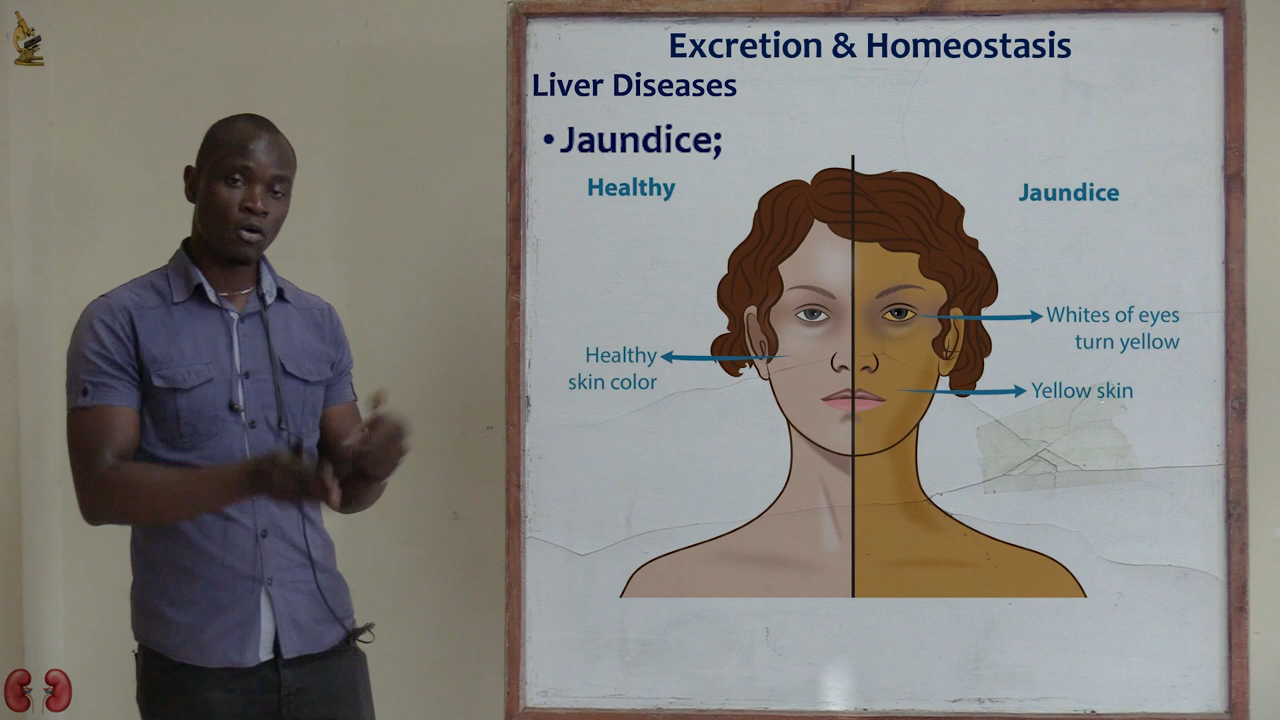 Excretion & Homeostasis
Liver Diseases
• Jaundice;
Healthy
Jaundice
Whites of eyes
turn yellow
Healthy
skin color
Yellow skin